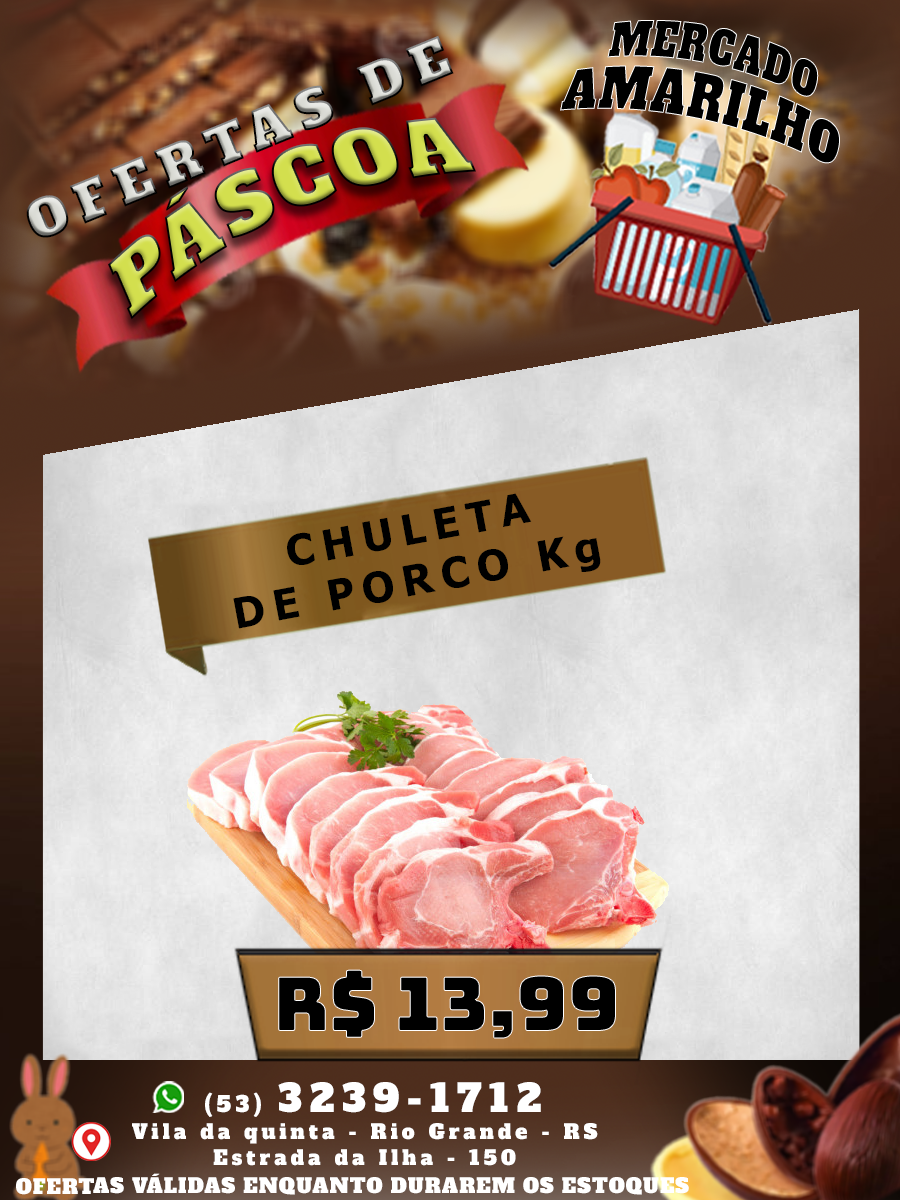 OFERTAS DE
PÁSCOA
MERCADO
AMARILHO
CHULETA
DE PORCO Kg
R$ 13,99
(53) 3239-1712
Vila da quinta - Rio Grande - RS
Estrada da Ilha - 150
OFERTAS VÁLIDAS ENQUANTO DURAREM OS ESTOQUES